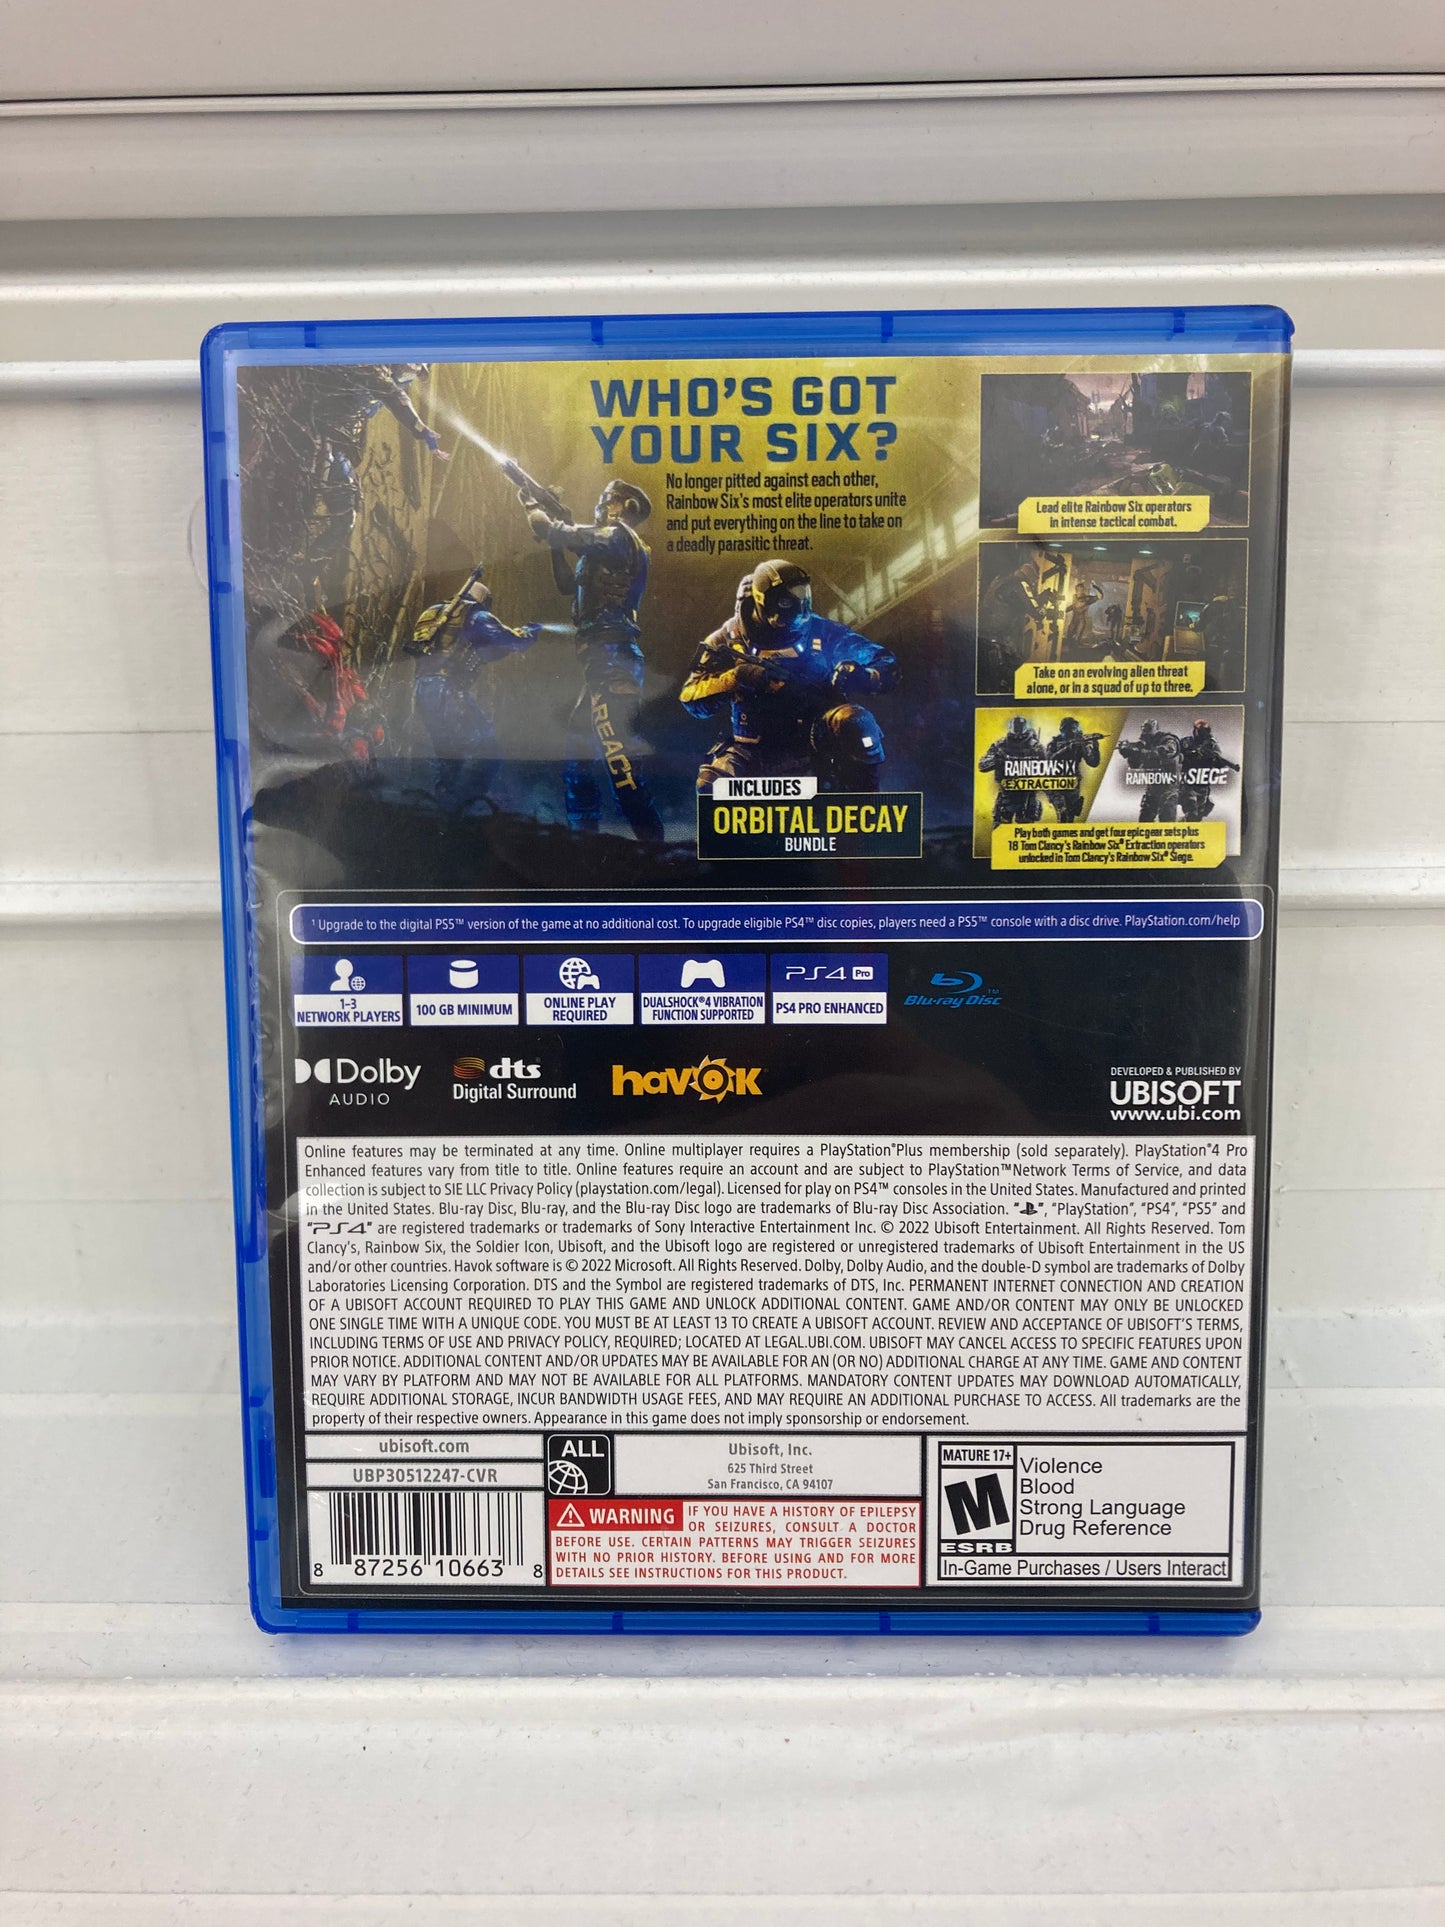 WHO'S GOT
YOUR SIX?
No longer pitted against each other,
Rainbow Six's most elite operators unite
and put everything on the line to take on
a deadly parasitic threat.
REACT
INCLUDES
ORBITAL DECAY
BUNDLE
Lead elite Rainbow Six operators
in intense tactical combat.
Take on an evolving alien threat
alone, or in a squad of up to three.
RAINBOWSIX
EXTRACTION
RAINBOWSIX SIEGE
Play both games and get four epic gear sets plus
18 Tom Clancy's Rainbow Six® Extraction operators
unlocked in Tom Clancy's Rainbow Six® Siege.
¹ Upgrade to the digital PS5™ version of the game at no additional cost. To upgrade eligible PS4™ disc copies, players need a PS5™ console with a disc drive. PlayStation.com/help
1-3
NETWORK PLAYERS
100 GB MINIMUM
ONLINE PLAY
REQUIRED
DUALSHOCK®4 VIBRATION
FUNCTION SUPPORTED
PS4 Pro
PS4 PRO ENHANCED
Blu-ray Disc™
Dolby
AUDIO
dts
Digital Surround
havok
DEVELOPED & PUBLISHED BY
UBISOFT
www.ubi.com
Online features may be terminated at any time. Online multiplayer requires a PlayStation®Plus membership (sold separately). PlayStation®4 Pro
Enhanced features vary from title to title. Online features require an account and are subject to PlayStation™Network Terms of Service, and data
collection is subject to SIE LLC Privacy Policy (playstation.com/legal). Licensed for play on PS4™ consoles in the United States. Manufactured and printed
in the United States. Blu-ray Disc, Blu-ray, and the Blu-ray Disc logo are trademarks of Blu-ray Disc Association. "PS", "PlayStation", "PS4", "PS5" and
"PS4" are registered trademarks or trademarks of Sony Interactive Entertainment Inc. © 2022 Ubisoft Entertainment. All Rights Reserved. Tom
Clancy's, Rainbow Six, the Soldier Icon, Ubisoft, and the Ubisoft logo are registered or unregistered trademarks of Ubisoft Entertainment in the US
and/or other countries. Havok software is © 2022 Microsoft. All Rights Reserved. Dolby, Dolby Audio, and the double-D symbol are trademarks of Dolby
Laboratories Licensing Corporation. DTS and the Symbol are registered trademarks of DTS, Inc. PERMANENT INTERNET CONNECTION AND CREATION
OF A UBISOFT ACCOUNT REQUIRED TO PLAY THIS GAME AND UNLOCK ADDITIONAL CONTENT. GAME AND/OR CONTENT MAY ONLY BE UNLOCKED
ONE SINGLE TIME WITH A UNIQUE CODE. YOU MUST BE AT LEAST 13 TO CREATE A UBISOFT ACCOUNT. REVIEW AND ACCEPTANCE OF UBISOFT'S TERMS,
INCLUDING TERMS OF USE AND PRIVACY POLICY, REQUIRED; LOCATED AT LEGAL.UBI.COM. UBISOFT MAY CANCEL ACCESS TO SPECIFIC FEATURES UPON
PRIOR NOTICE. ADDITIONAL CONTENT AND/OR UPDATES MAY BE AVAILABLE FOR AN (OR NO) ADDITIONAL CHARGE AT ANY TIME. GAME AND CONTENT
MAY VARY BY PLATFORM AND MAY NOT BE AVAILABLE FOR ALL PLATFORMS. MANDATORY CONTENT UPDATES MAY DOWNLOAD AUTOMATICALLY,
REQUIRE ADDITIONAL STORAGE, INCUR BANDWIDTH USAGE FEES, AND MAY REQUIRE AN ADDITIONAL PURCHASE TO ACCESS. All trademarks are the
property of their respective owners. Appearance in this game does not imply sponsorship or endorsement.
ubisoft.com
UBP30512247-CVR
8 87256 10663 8
ALL
Ubisoft, Inc.
625 Third Street
San Francisco, CA 94107
WARNING IF YOU HAVE A HISTORY OF EPILEPSY
OR SEIZURES, CONSULT A DOCTOR
BEFORE USE. CERTAIN PATTERNS MAY TRIGGER SEIZURES
WITH NO PRIOR HISTORY. BEFORE USING AND FOR MORE
DETAILS SEE INSTRUCTIONS FOR THIS PRODUCT.
MATURE 17+
M
ESRB
Violence
Blood
Strong Language
Drug Reference
In-Game Purchases / Users Interact